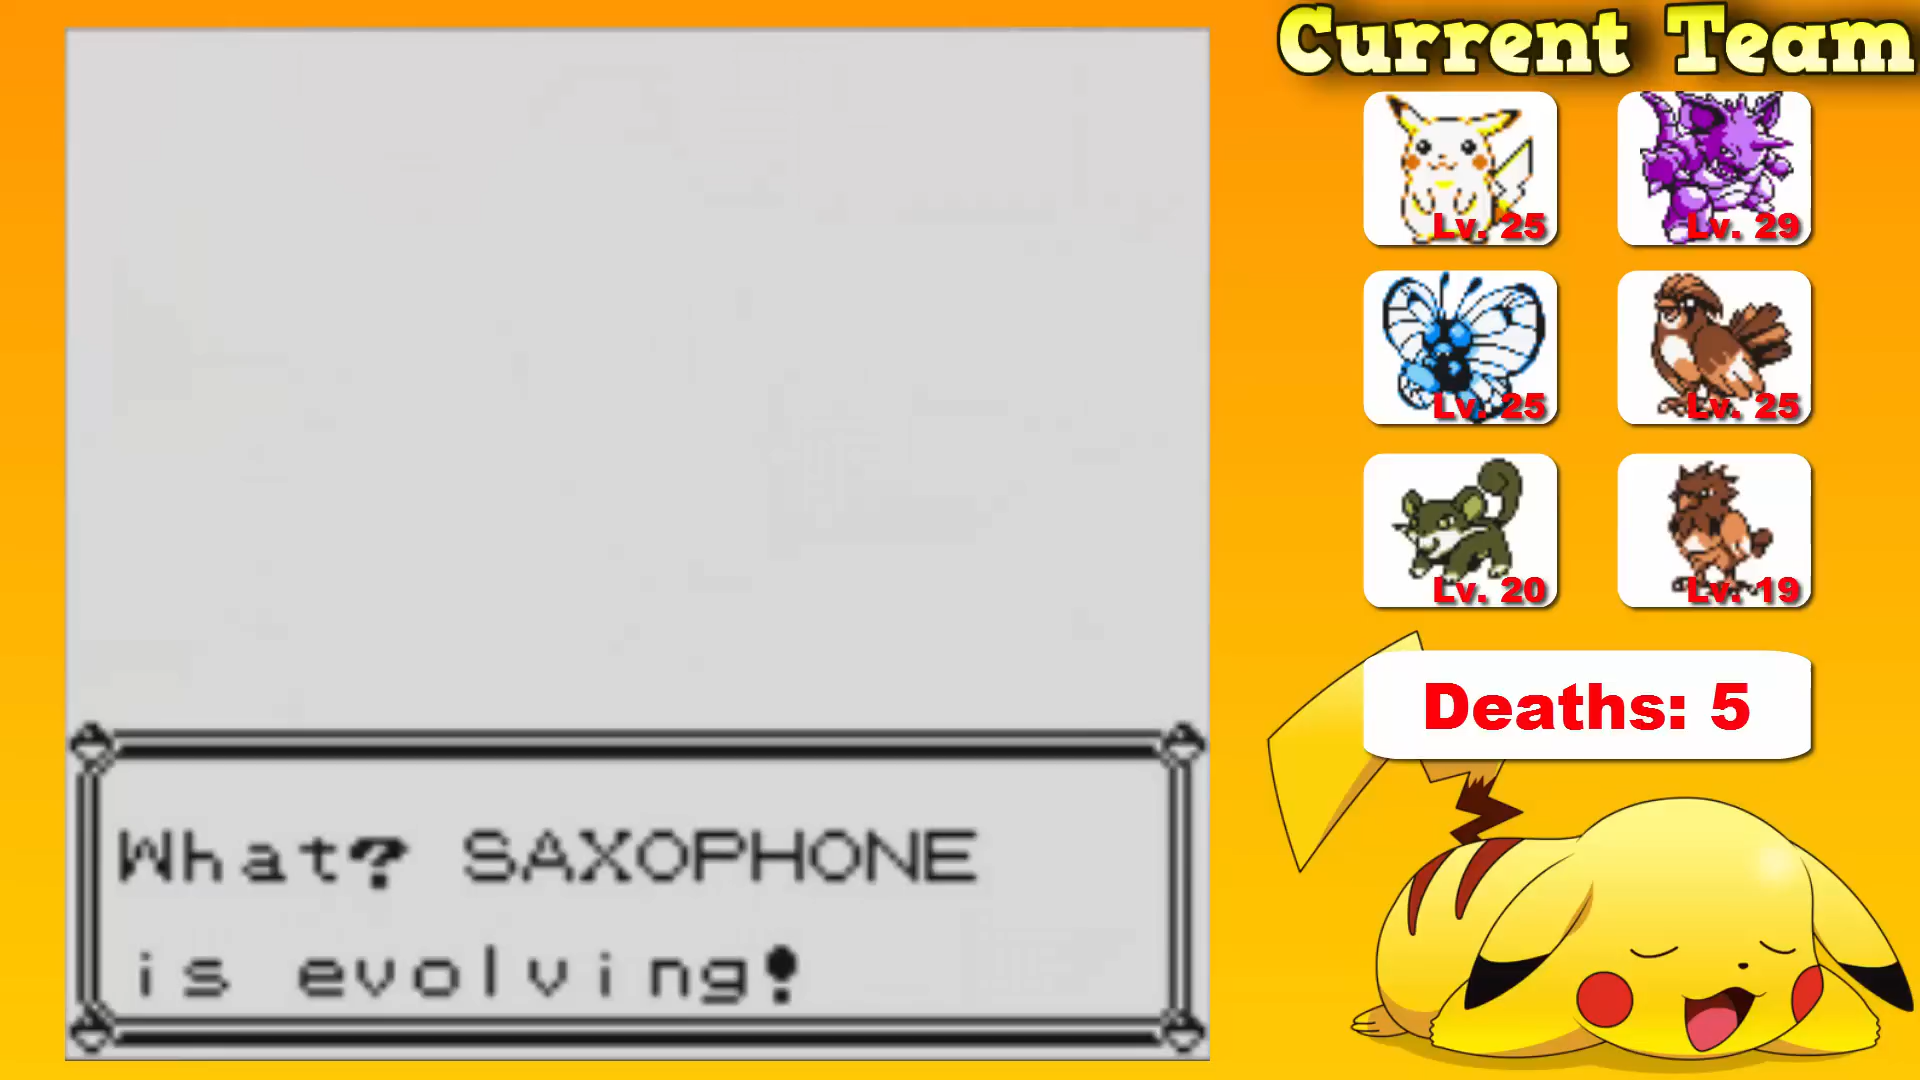 Current Team
Lv. 25
Lv. 29
Lv. 25
Lv. 25
Lv. 20
Lv. 19
Deaths: 5
What? SAXOPHONE
is evolving!